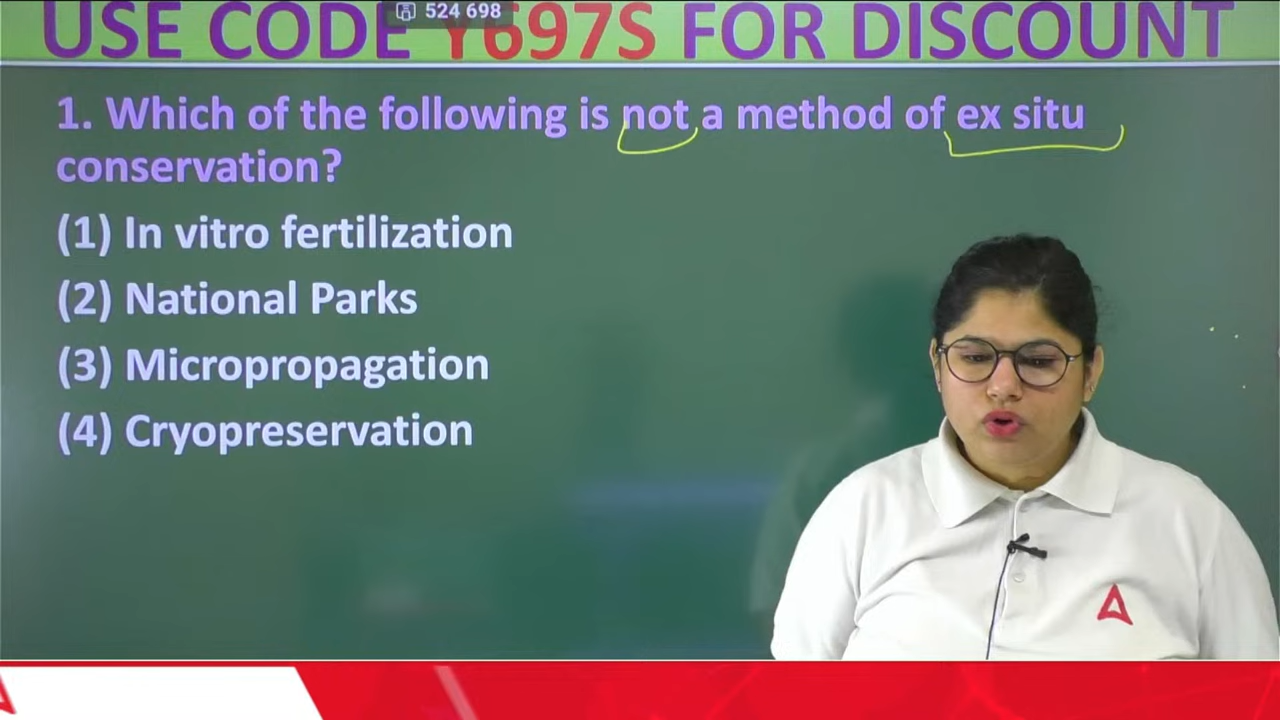 USE CODE Y697S FOR DISCOUNT
524 698
1. Which of the following is not a method of ex situ
conservation?
(1) In vitro fertilization
(2) National Parks
(3) Micropropagation
(4) Cryopreservation